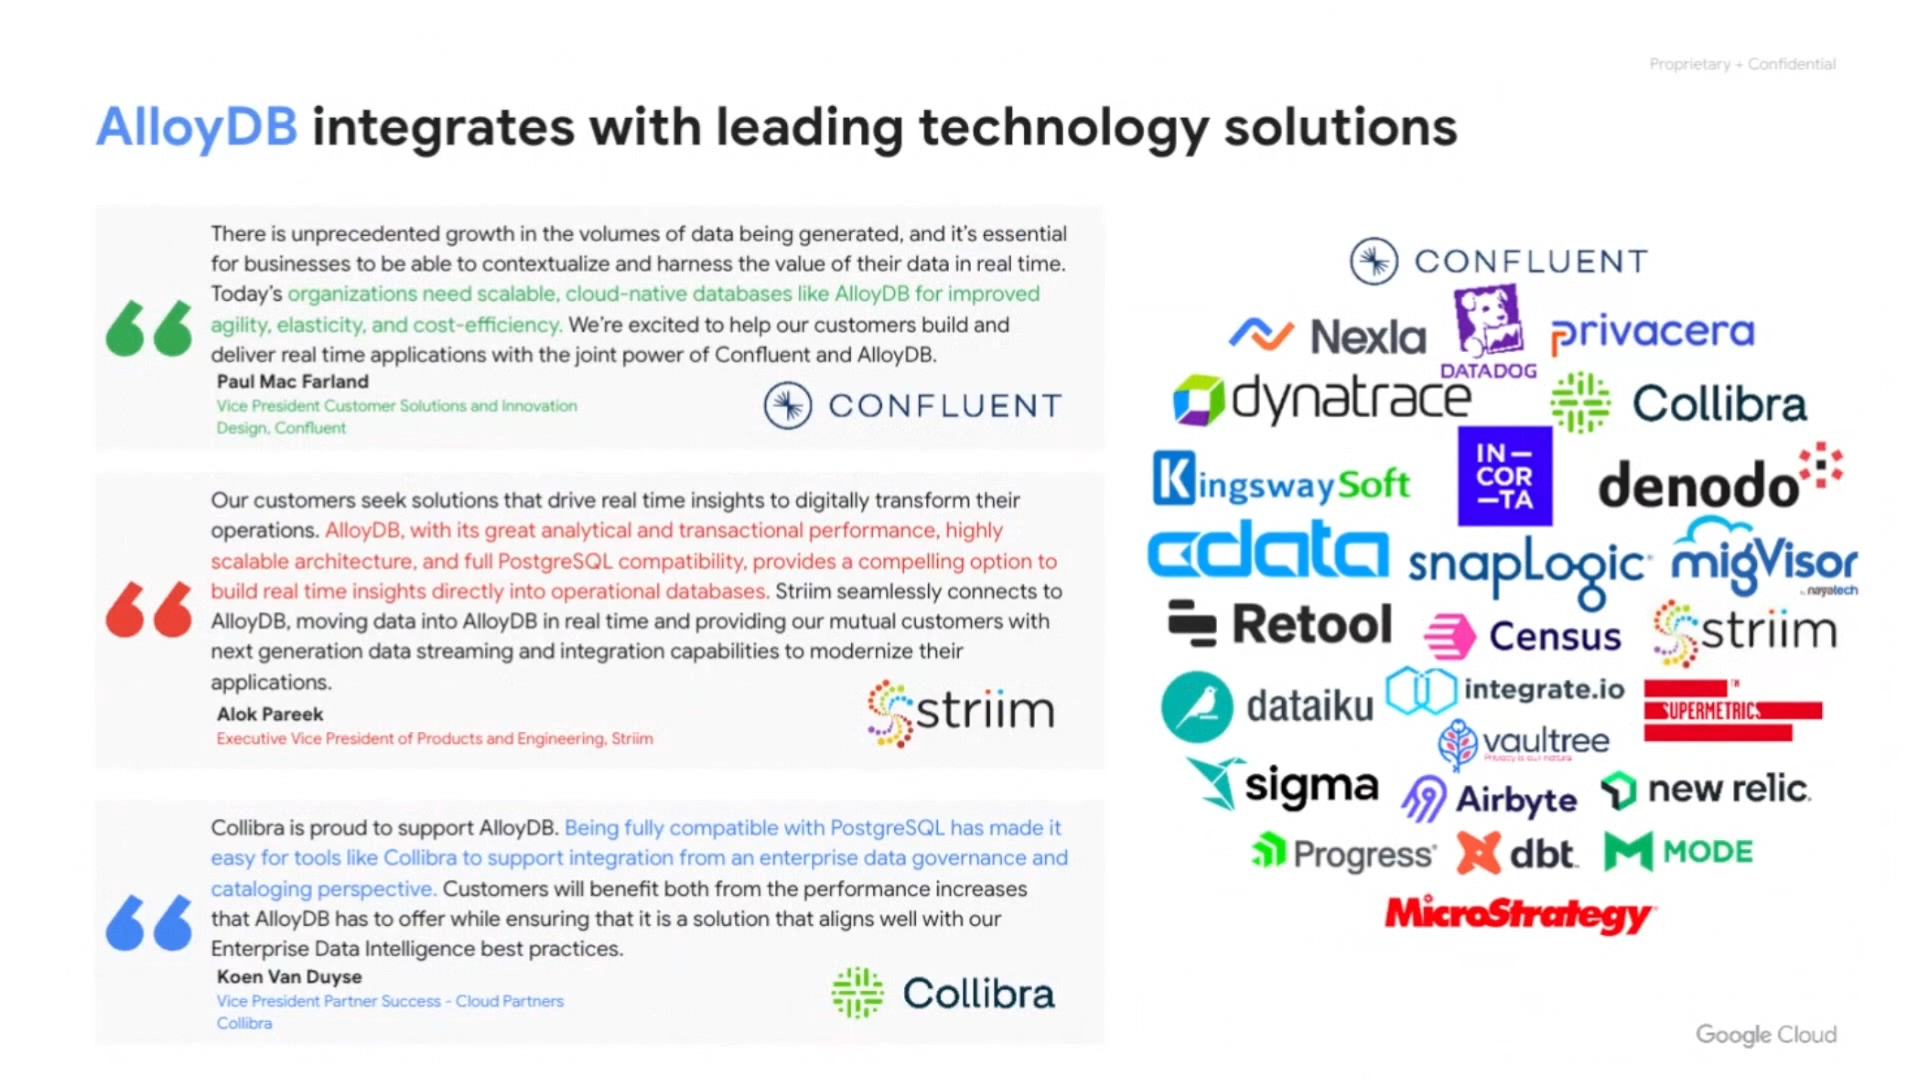 Proprietary + Confidential
AlloyDB integrates with leading technology solutions
There is unprecedented growth in the volumes of data being generated, and it's essential
for businesses to be able to contextualize and harness the value of their data in real time.
Today's organizations need scalable, cloud-native databases like AlloyDB for improved
agility, elasticity, and cost-efficiency. We're excited to help our customers build and
deliver real time applications with the joint power of Confluent and AlloyDB.
Paul Mac Farland
Vice President Customer Solutions and Innovation
Design, Confluent
CONFLUENT
Our customers seek solutions that drive real time insights to digitally transform their
operations. AlloyDB, with its great analytical and transactional performance, highly
scalable architecture, and full PostgreSQL compatibility, provides a compelling option to
build real time insights directly into operational databases. Striim seamlessly connects to
AlloyDB, moving data into AlloyDB in real time and providing our mutual customers with
next generation data streaming and integration capabilities to modernize their
applications.
Alok Pareek
Executive Vice President of Products and Engineering, Striim
striim
Collibra is proud to support AlloyDB. Being fully compatible with PostgreSQL has made it
easy for tools like Collibra to support integration from an enterprise data governance and
cataloging perspective. Customers will benefit both from the performance increases
that AlloyDB has to offer while ensuring that it is a solution that aligns well with our
Enterprise Data Intelligence best practices.
Koen Van Duyse
Vice President Partner Success - Cloud Partners
Collibra
Collibra
CONFLUENT
Nexla
DATADOG
privacera
dynatrace
Collibra
KingswaySoft
IN–
COR
–TA
denodo
cdata
snapLogic
migVisor
by nayatech
Retool
Census
striim
dataiku
integrate.io
SUPERMETRICS™
vaultree
Privacy is our nature
sigma
Airbyte
new relic.
Progress®
dbt
MODE
MicroStrategy
Google Cloud